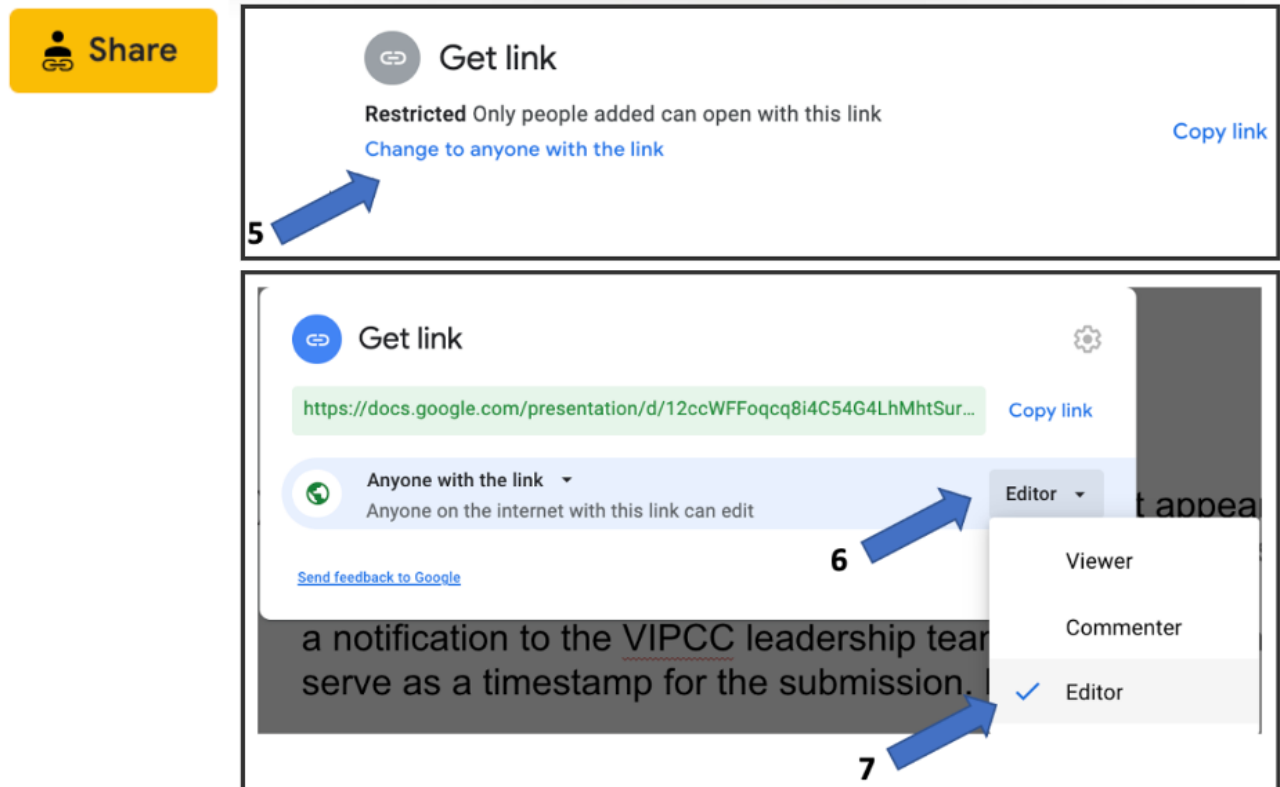 Share
Get link
Restricted Only people added can open with this link
Change to anyone with the link
Copy link
5
Get link
https://docs.google.com/presentation/d/12ccWFFoqcq8i4C54G4LhMhtSur...
Copy link
Anyone with the link
Anyone on the internet with this link can edit
Editor
t appea
6
Viewer
Send feedback to Google
Commenter
a notification to the VIPCC leadership tea
serve as a timestamp for the submission.
Editor
7